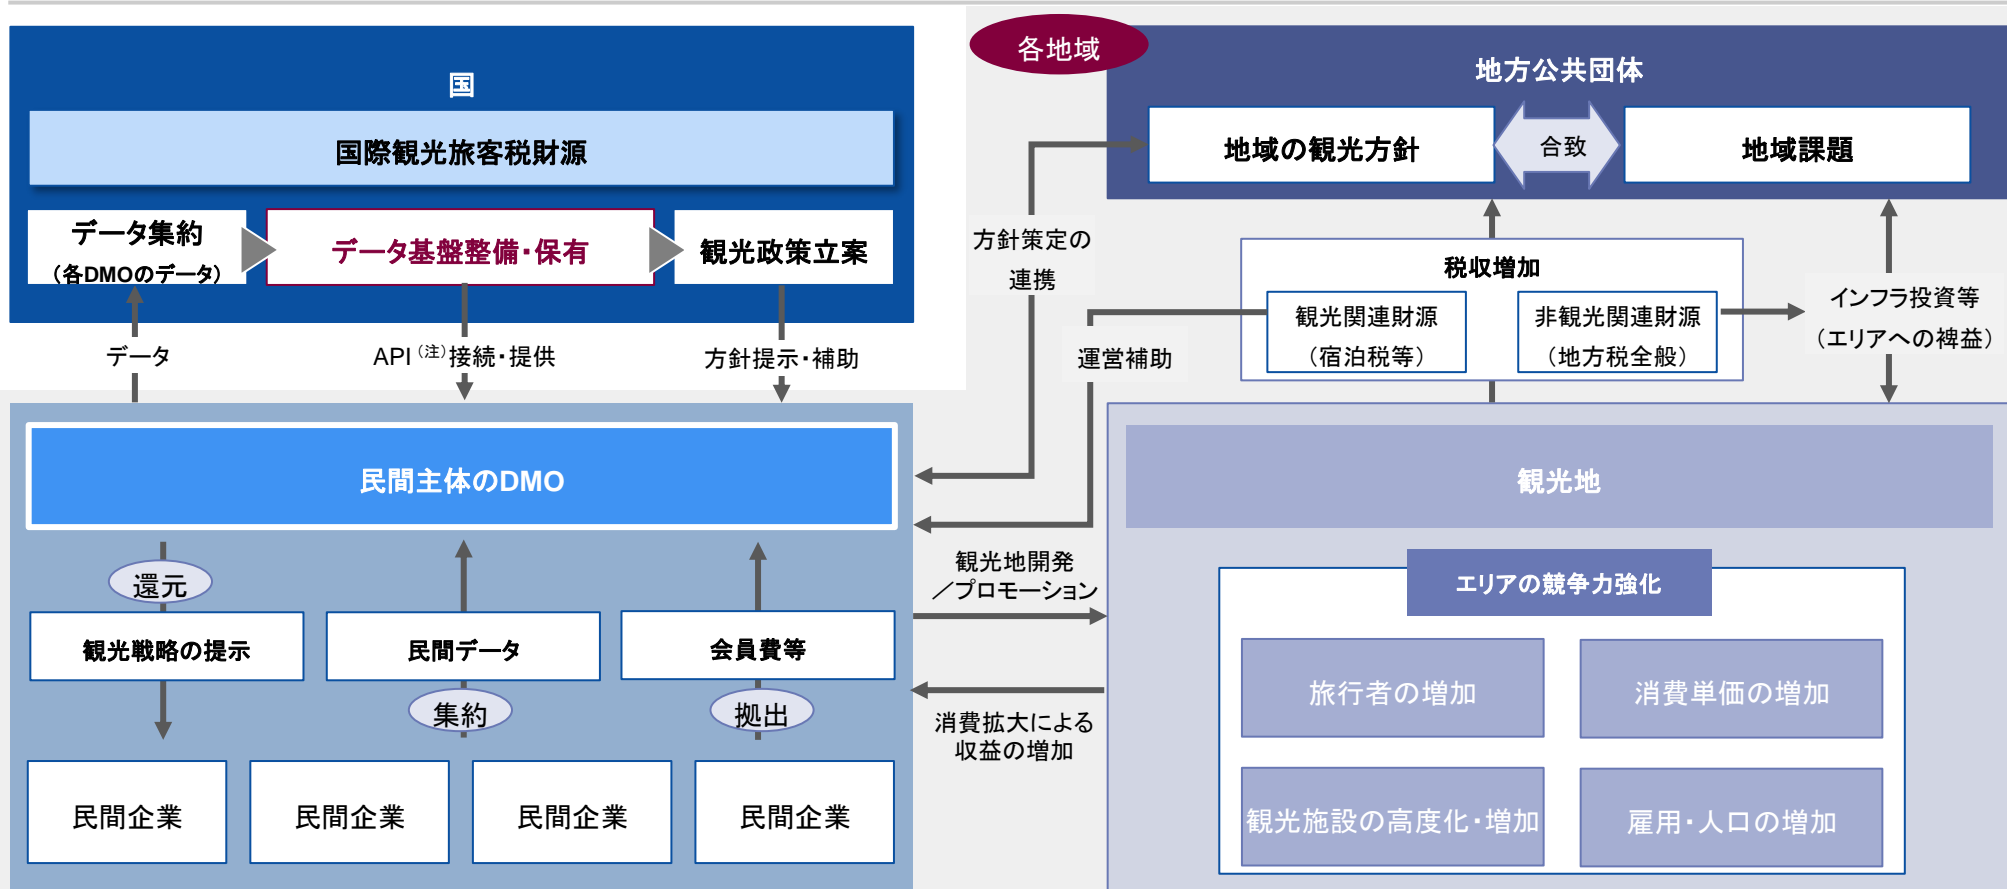 国
国際観光旅客税財源
データ集約
（各DMOのデータ）
データ基盤整備・保有
観光政策立案
データ
API（注）接続・提供
方針提示・補助
各地域
地方公共団体
地域の観光方針
合致
地域課題
方針策定の
連携
税収増加
観光関連財源
（宿泊税等）
非観光関連財源
（地方税全般）
インフラ投資等
（エリアへの裨益）
運営補助
民間主体のDMO
還元
観光戦略の提示
民間データ
集約
会員費等
拠出
民間企業
民間企業
民間企業
民間企業
観光地開発
／プロモーション
消費拡大による
収益の増加
観光地
エリアの競争力強化
旅行者の増加
消費単価の増加
観光施設の高度化・増加
雇用・人口の増加